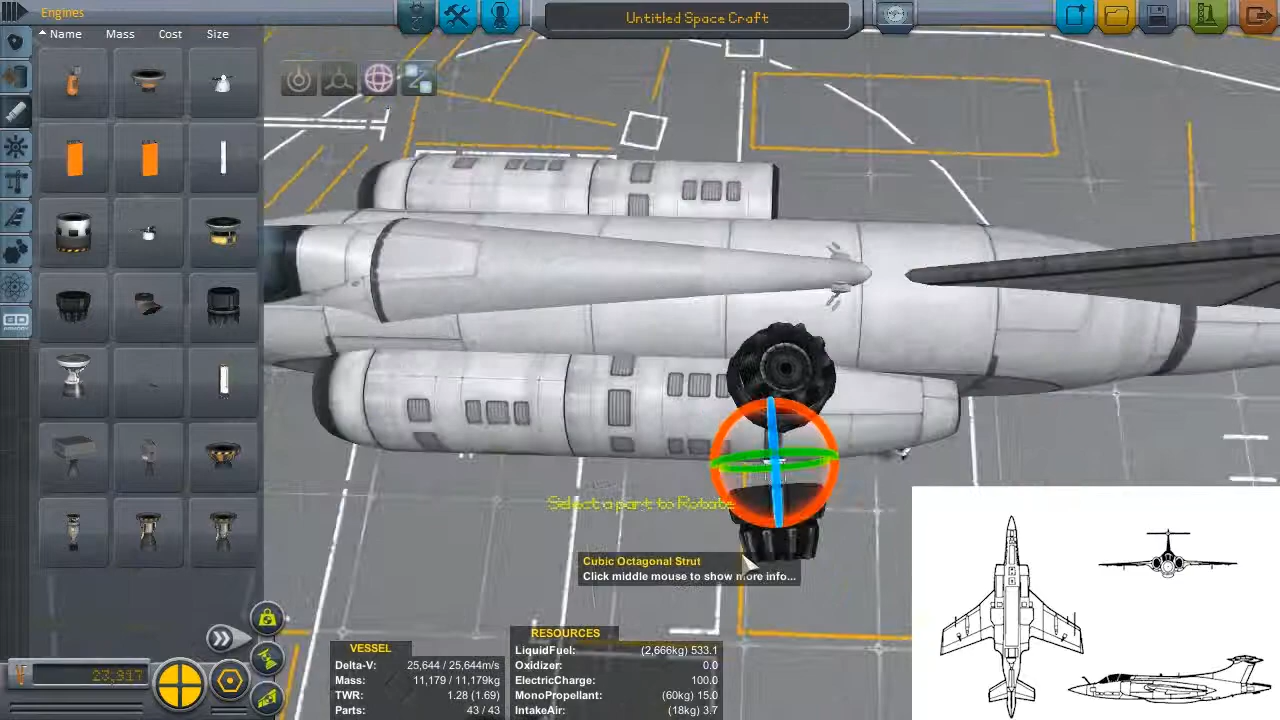 Engines
Untitled Space Craft
Name Mass Cost Size
Select a part to Rotate
Cubic Octagonal Strut
Click middle mouse to show more info...
23,917
VESSEL
Delta-V: 25,644 / 25,644m/s
Mass: 11,179 / 11,179kg
TWR: 1.28 (1.69)
Parts: 43 / 43
RESOURCES
LiquidFuel: (2,666kg) 533.1
Oxidizer: 0.0
ElectricCharge: 100.0
MonoPropellant: (60kg) 15.0
IntakeAir: (18kg) 3.7